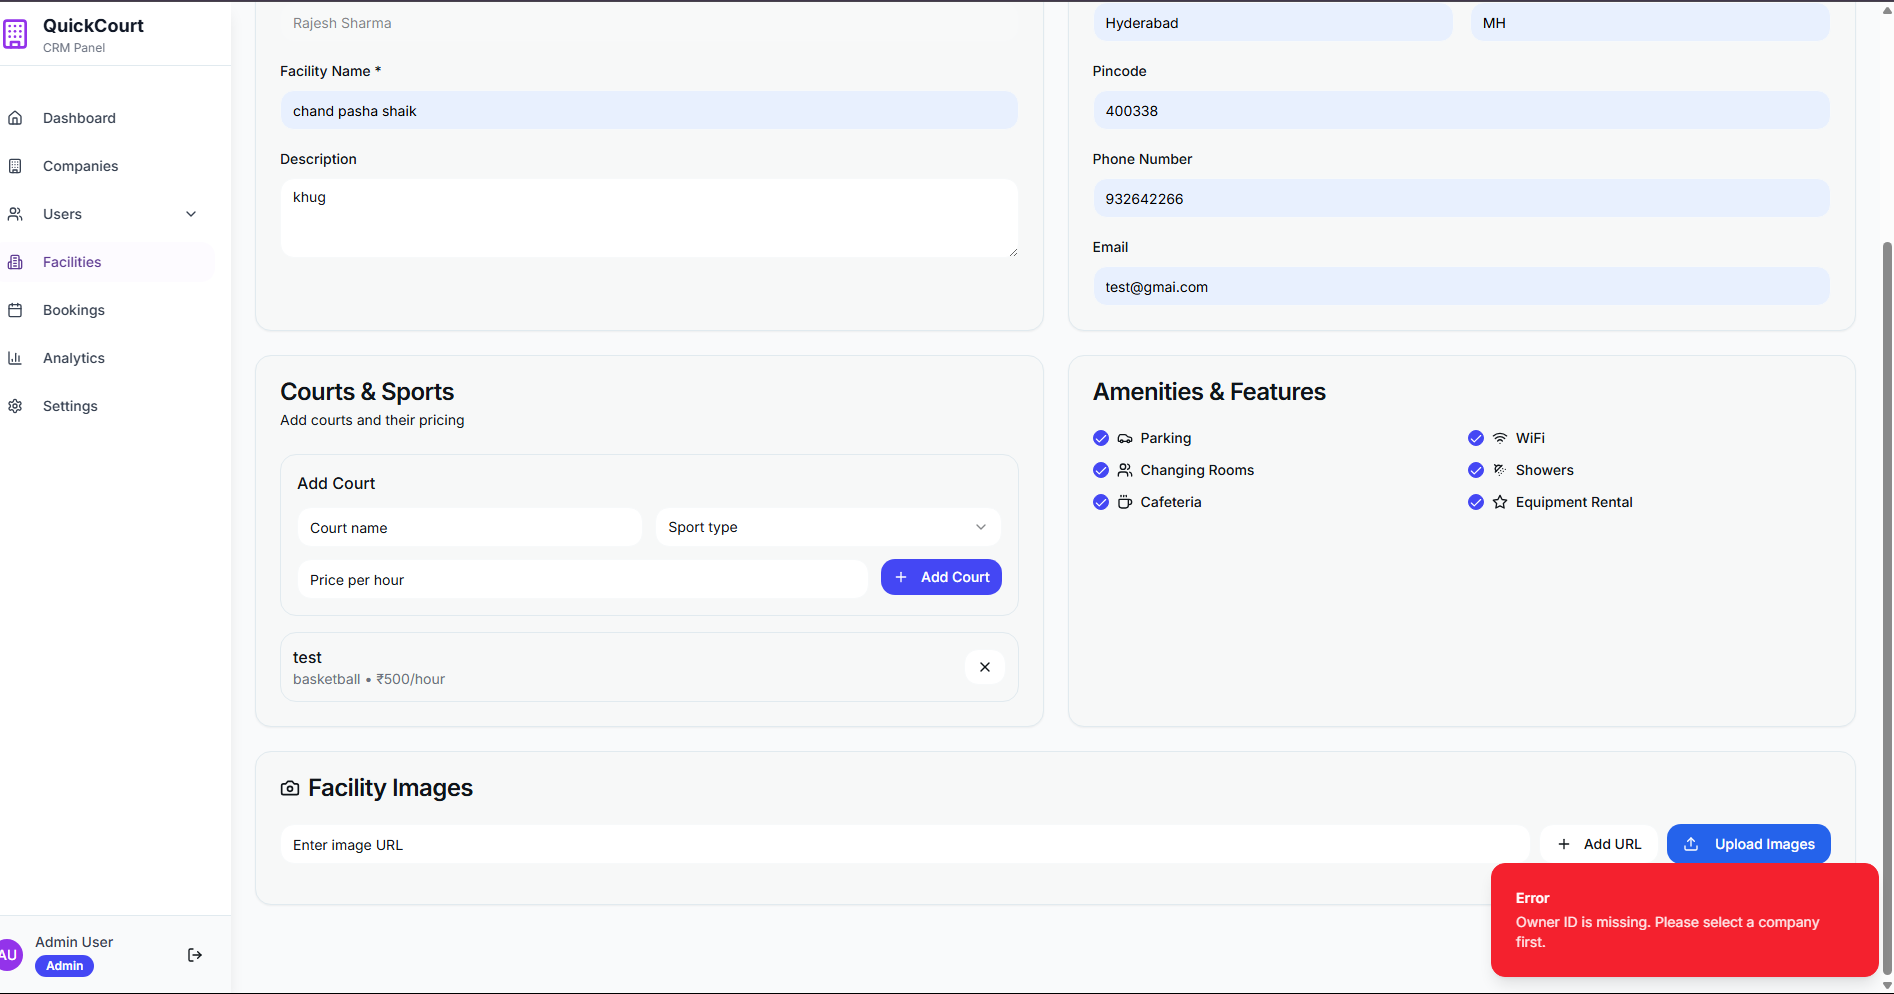 QuickCourt
CRM Panel
Dashboard
Companies
Users
Facilities
Bookings
Analytics
Settings
AU
Admin User
Admin
Rajesh Sharma
Facility Name *
chand pasha shaik
Description
khug
Hyderabad
MH
Pincode
400338
Phone Number
932642266
Email
test@gmai.com
Courts & Sports
Add courts and their pricing
Add Court
Court name
Sport type
Price per hour
Add Court
test
basketball • ₹500/hour
Amenities & Features
Parking
WiFi
Changing Rooms
Showers
Cafeteria
Equipment Rental
Facility Images
Enter image URL
Add URL
Upload Images
Error
Owner ID is missing. Please select a company
first.